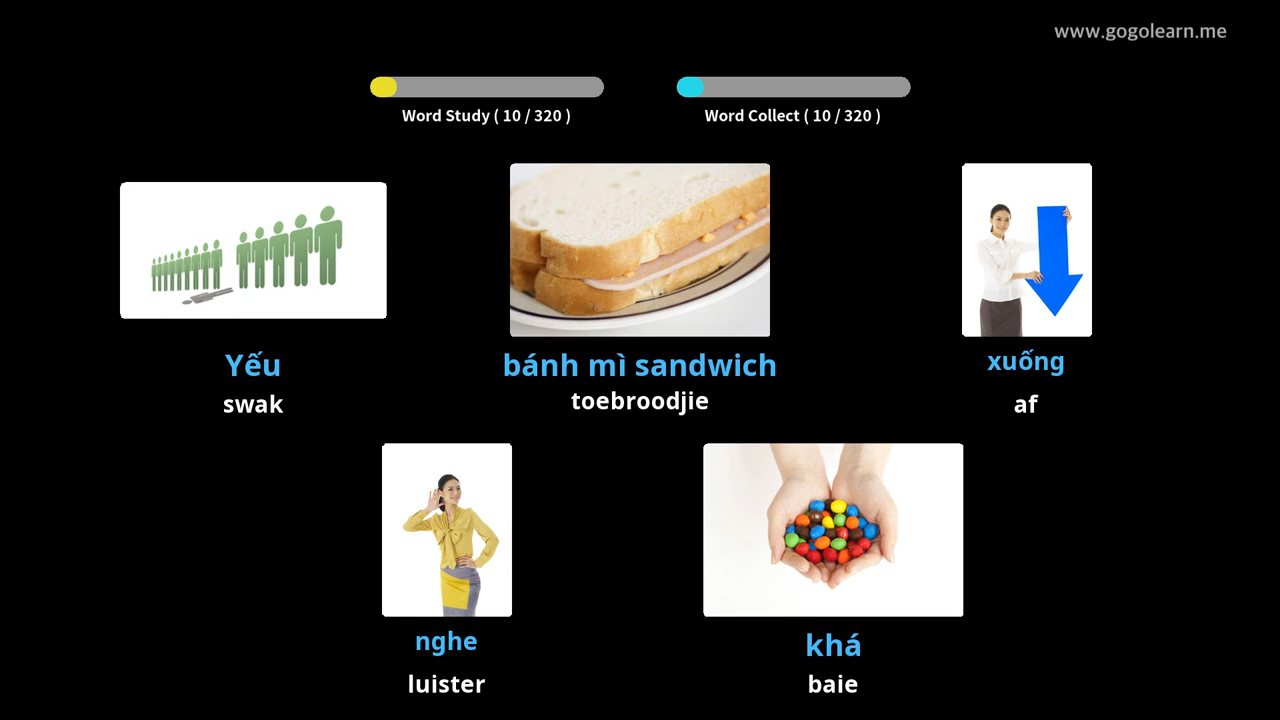 www.gogolearn.me
Word Study ( 10 / 320 )
Word Collect ( 10 / 320 )
Yếu
swak
bánh mì sandwich
toebroodjie
xuống
af
nghe
luister
khá
baie